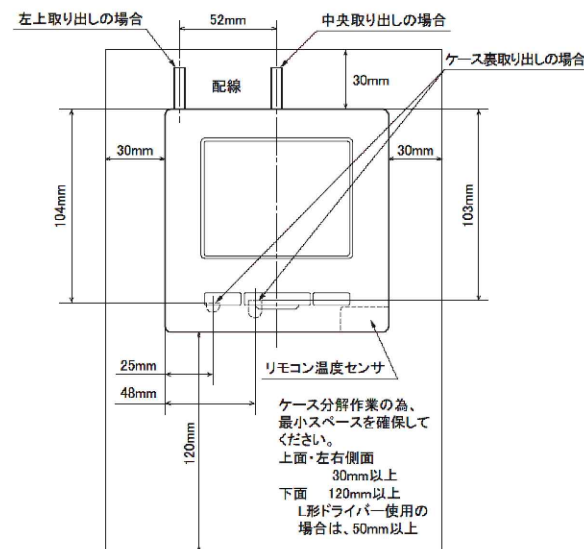 左上取り出しの場合
52mm
中央取り出しの場合
ケース裏取り出しの場合
配線
30mm
30mm
30mm
104mm
103mm
25mm
リモコン温度センサ
48mm
120mm
ケース分解作業の為、
最小スペースを確保して
ください。
上面・左右側面
30mm以上
下面 120mm以上
L形ドライバー使用の
場合は、50mm以上